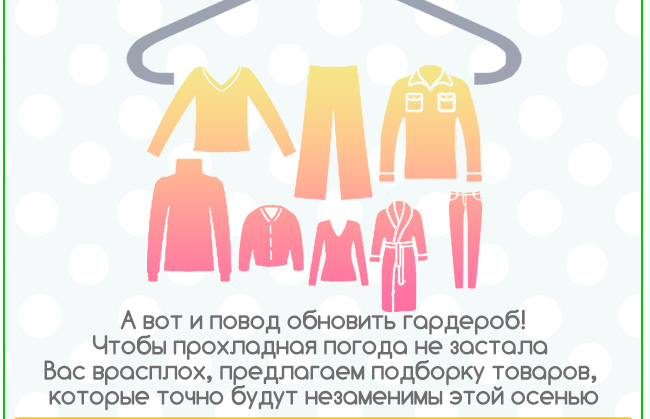 А вот и повод обновить гардероб!
Чтобы прохладная погода не застала
Вас врасплох, предлагаем подборку товаров,
которые точно будут незаменимы этой осенью